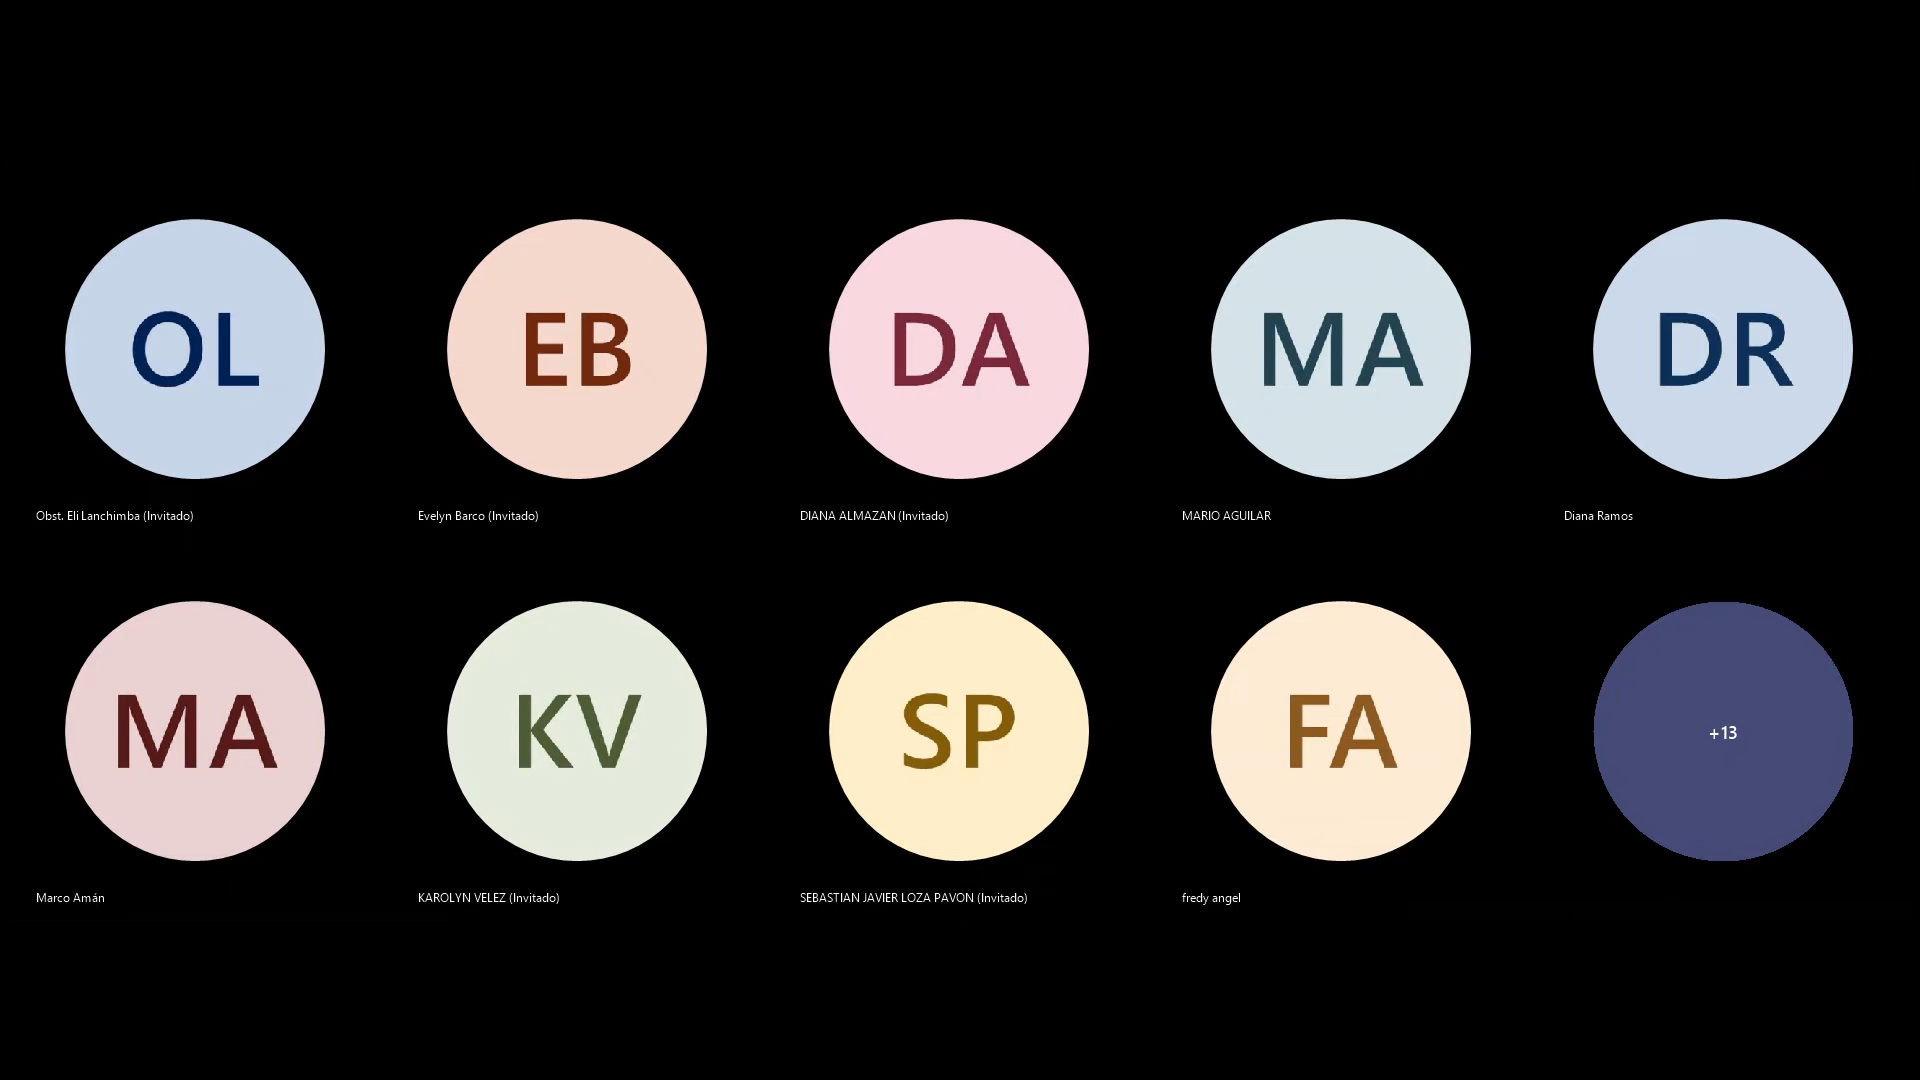 OL
EB
DA
MA
DR
Obst. Eli Lanchimba (Invitado)
Evelyn Barco (Invitado)
DIANA ALMAZAN (Invitado)
MARIO AGUILAR
Diana Ramos
MA
KV
SP
FA
+13
Marco Amán
KAROLYN VELEZ (Invitado)
SEBASTIAN JAVIER LOZA PAVON (Invitado)
fredy angel